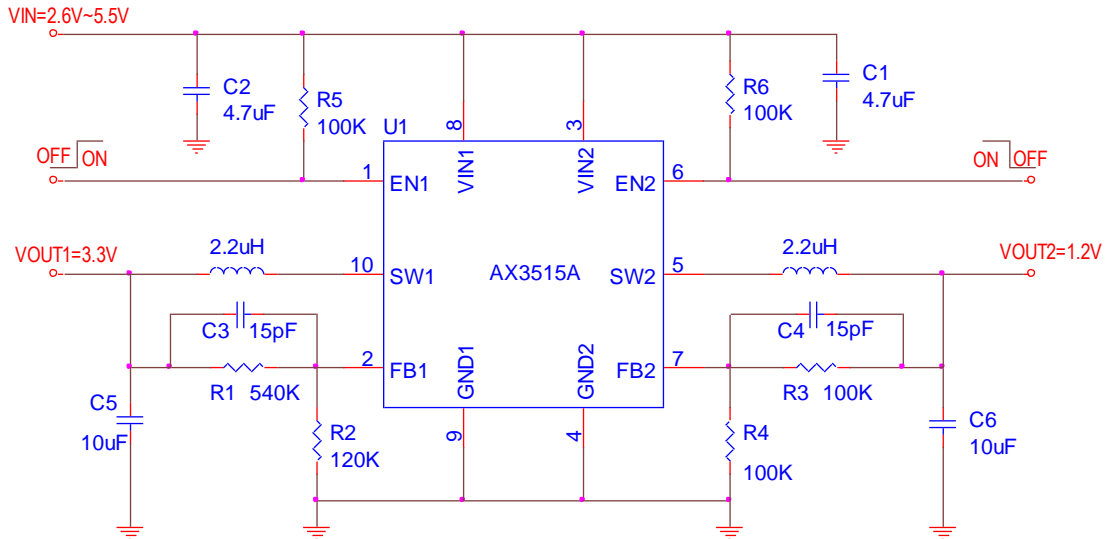 VIN=2.6V~5.5V
C2
4.7uF
R5
100K
U1
8
VIN1
3
VIN2
R6
100K
C1
4.7uF
OFF
ON
1
EN1
EN2
6
ON
OFF
VOUT1=3.3V
2.2uH
10
SW1
AX3515A
SW2
5
2.2uH
VOUT2=1.2V
C3
15pF
C4
15pF
2
FB1
GND1
GND2
FB2
7
R1
540K
R3
100K
C5
10uF
R2
120K
9
4
R4
100K
C6
10uF